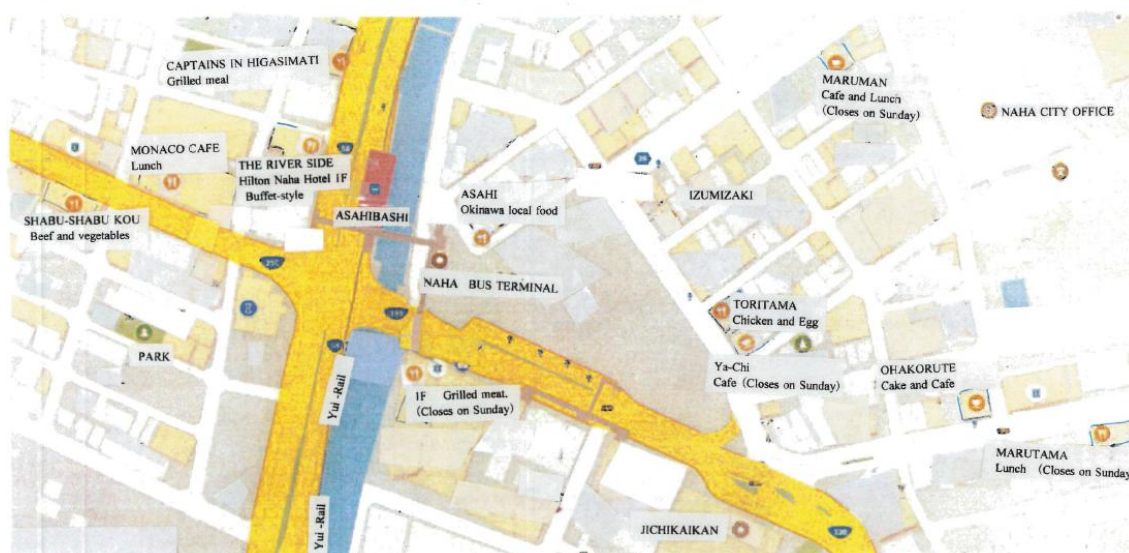 CAPTAINS IN HIGASIMATI
Grilled meal
MARUMAN
Cafe and Lunch
(Closes on Sunday)
NAHA CITY OFFICE
MONACO CAFE
Lunch
THE RIVER SIDE
Hilton Naha Hotel 1F
Buffet-style
58
39
IZUMIZAKI
ASAHI
Okinawa local food
SHABU-SHABU KOU
Beef and vegetables
ASAHIBASHI
NAHA BUS TERMINAL
TORITAMA
Chicken and Egg
PARK
Ya-Chi
Cafe (Closes on Sunday)
OHAKORUTE
Cake and Cafe
1F Grilled meat.
(Closes on Sunday)
Yui -Rail
MARUTAMA
Lunch (Closes on Sunday
JICHIKAIKAN
Yui -Rail